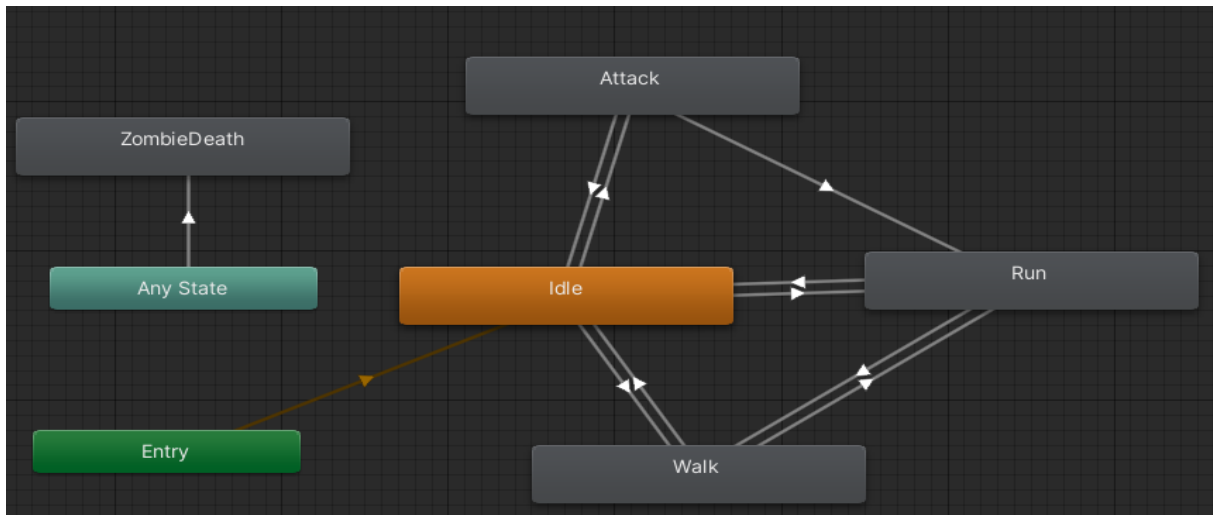 Attack
ZombieDeath
Any State
Idle
Run
Entry
Walk